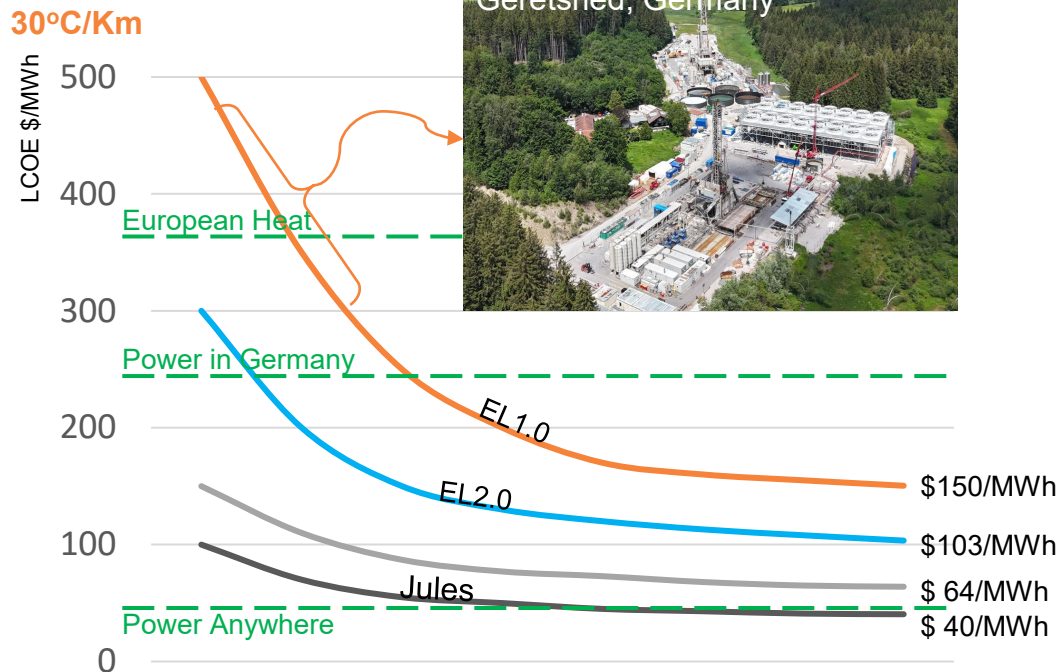 30°C/Km
Geretshed, Germany
LCOE $/MWh
500
400
European Heat
300
Power in Germany
200
EL1.0
$150/MWh
EL2.0
100
$103/MWh
Jules
$ 64/MWh
Power Anywhere
$ 40/MWh
0